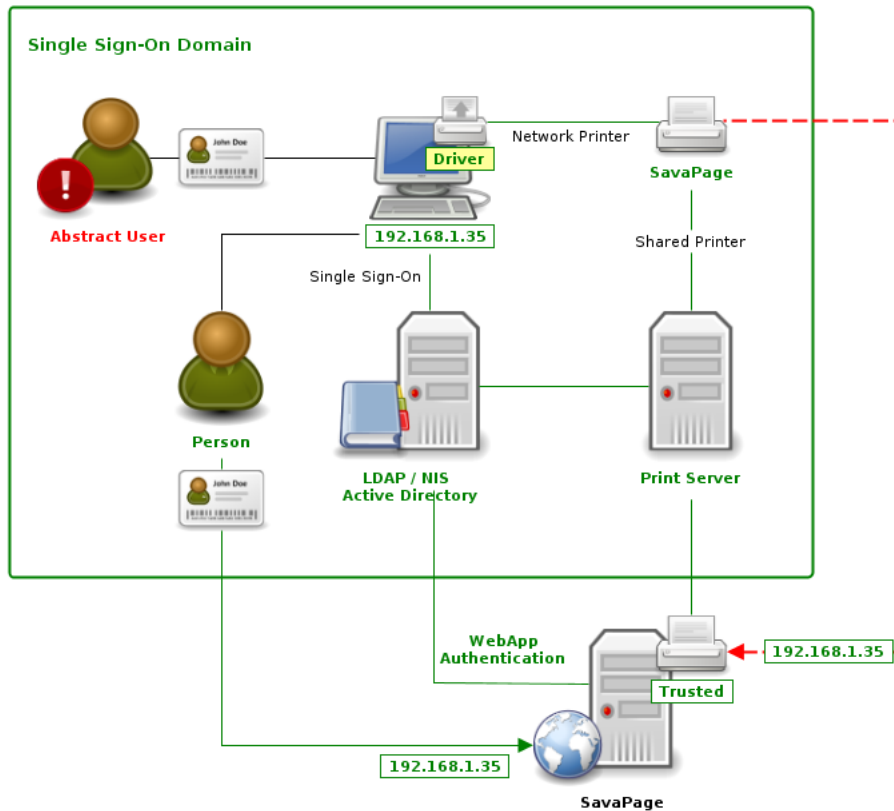 Single Sign-On Domain
John Doe
Driver
Network Printer
SavaPage
Abstract User
192.168.1.35
Shared Printer
Single Sign-On
Person
LDAP / NIS
Active Directory
Print Server
John Doe
WebApp
Authentication
192.168.1.35
Trusted
192.168.1.35
SavaPage